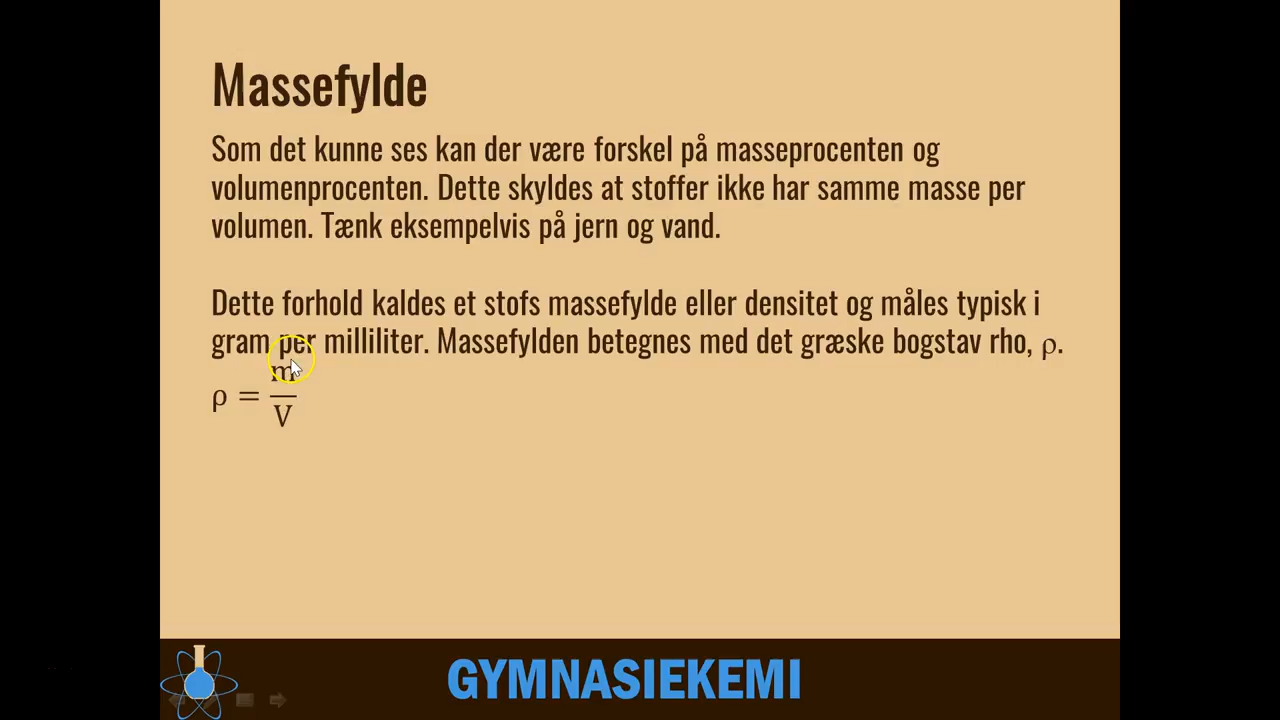 Massefylde
Som det kunne ses kan der være forskel på masseprocenten og
volumenprocenten. Dette skyldes at stoffer ikke har samme masse per
volumen. Tænk eksempelvis på jern og vand.
Dette forhold kaldes et stofs massefylde eller densitet og måles typisk i
gram per milliliter. Massefylden betegnes med det græske bogstav rho, ρ.
ρ = m/V
GYMNASIEKEMI